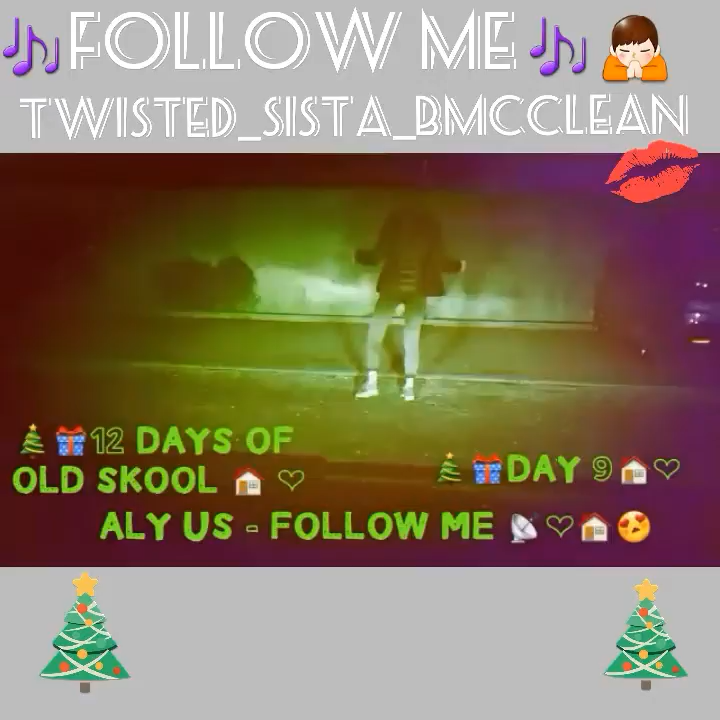 🎶FOLLOW ME🎶🙏
TWISTED_SISTA_BMCCLEAN
🎄🎁12 DAYS OF
OLD SKOOL 🏠♡
🎄🎁DAY 9🏠♡
ALY US - FOLLOW ME 📡♡🏠😍